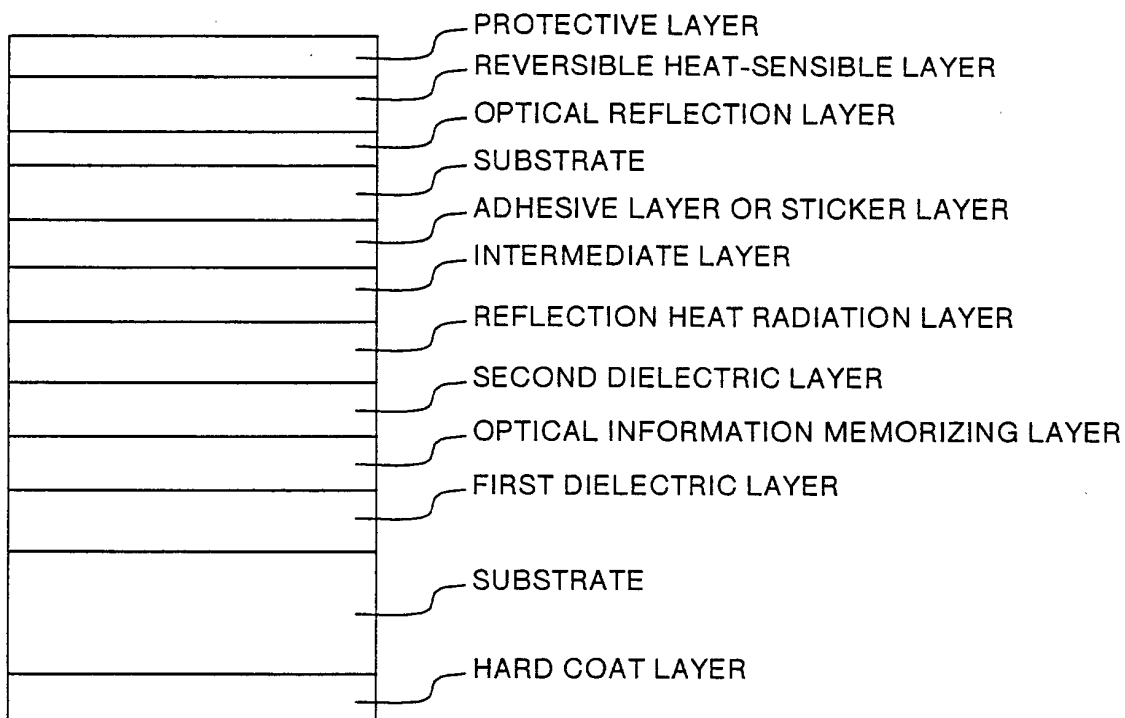 PROTECTIVE LAYER
REVERSIBLE HEAT-SENSIBLE LAYER
OPTICAL REFLECTION LAYER
SUBSTRATE
ADHESIVE LAYER OR STICKER LAYER
INTERMEDIATE LAYER
REFLECTION HEAT RADIATION LAYER
SECOND DIELECTRIC LAYER
OPTICAL INFORMATION MEMORIZING LAYER
FIRST DIELECTRIC LAYER
SUBSTRATE
HARD COAT LAYER